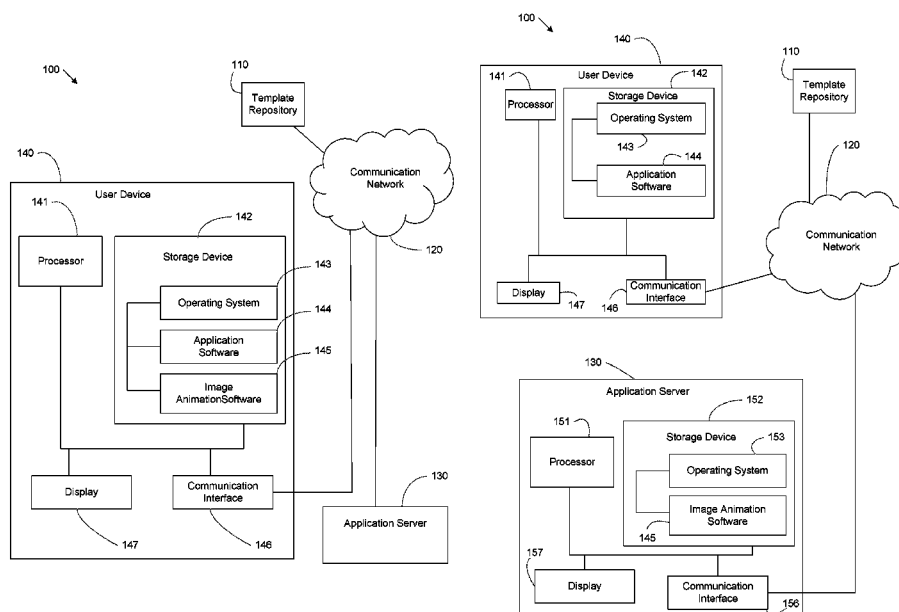 100
110
Template
Repository
140
User Device
Communication
Network
141
142
120
Processor
Storage Device
143
Operating System
144
Application
Software
145
Image
AnimationSoftware
Display
Communication
Interface
130
147
146
Application Server
100
140
110
User Device
141
142
Template
Repository
Processor
Storage Device
Operating System
143
144
120
Application
Software
Communication
Network
Display
147
146
Communication
Interface
130
Application Server
152
151
Storage Device
153
Processor
Operating System
Image Animation
Software
145
157
Display
Communication
Interface
156